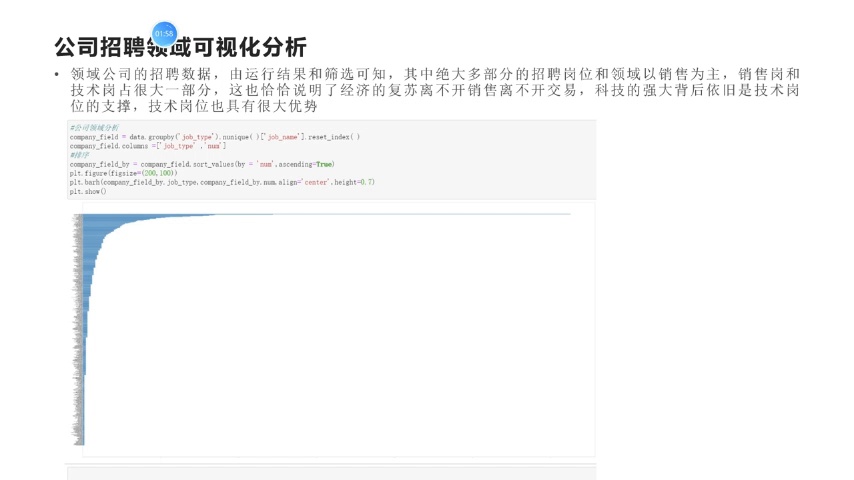 01:58
公司招聘领域可视化分析
• 领域公司的招聘数据，由运行结果和筛选可知，其中绝大多部分的招聘岗位和领域以销售为主，销售岗和
技术岗占很大一部分，这也恰恰说明了经济的复苏离不开销售离不开交易，科技的强大背后依旧是技术岗
位的支撑，技术岗位也具有很大优势
#公司领域分析
company_field = data.groupby('job_type').nunique( )['job_name'].reset_index( )
company_field.columns =['job_type' ,'num']
#排序
company_field_by = company_field.sort_values(by = 'num',ascending=True)
plt.figure(figsize=(200,100))
plt.barh(company_field_by.job_type,company_field_by.num,align='center',height=0.7)
plt.show()